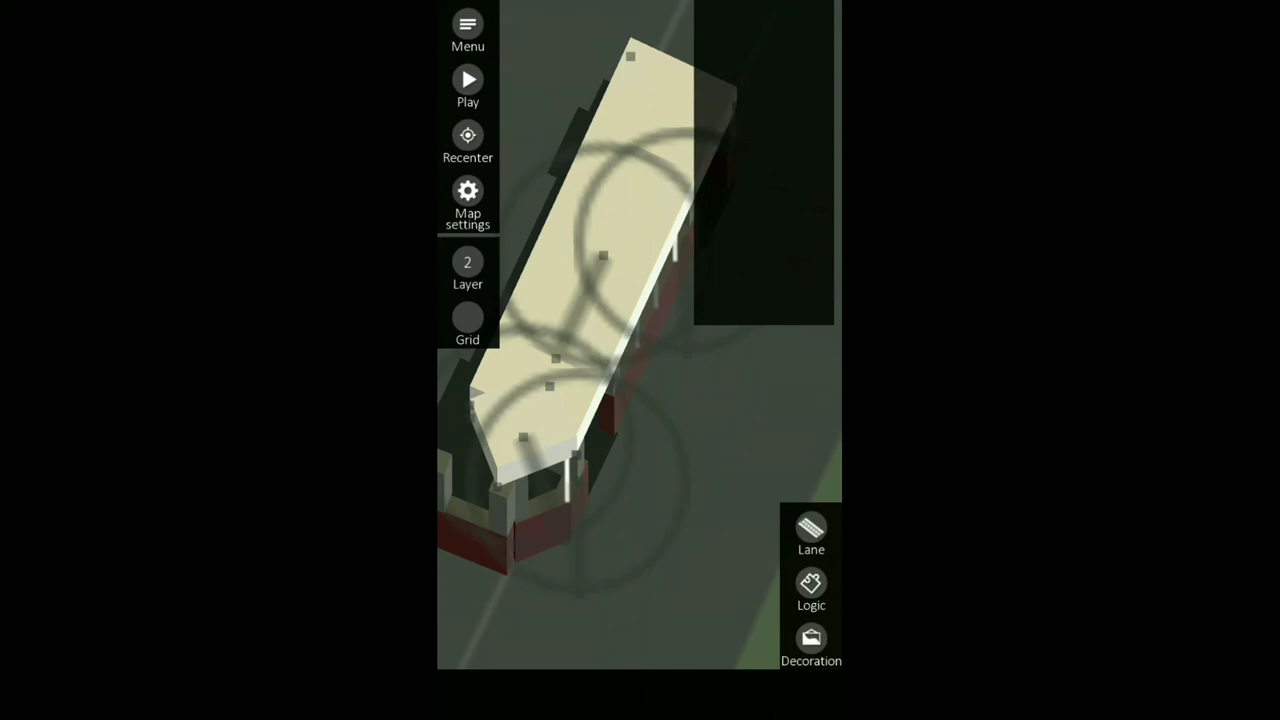 Menu
Play
Recenter
Map
settings
2
Layer
Grid
Lane
Logic
Decoration